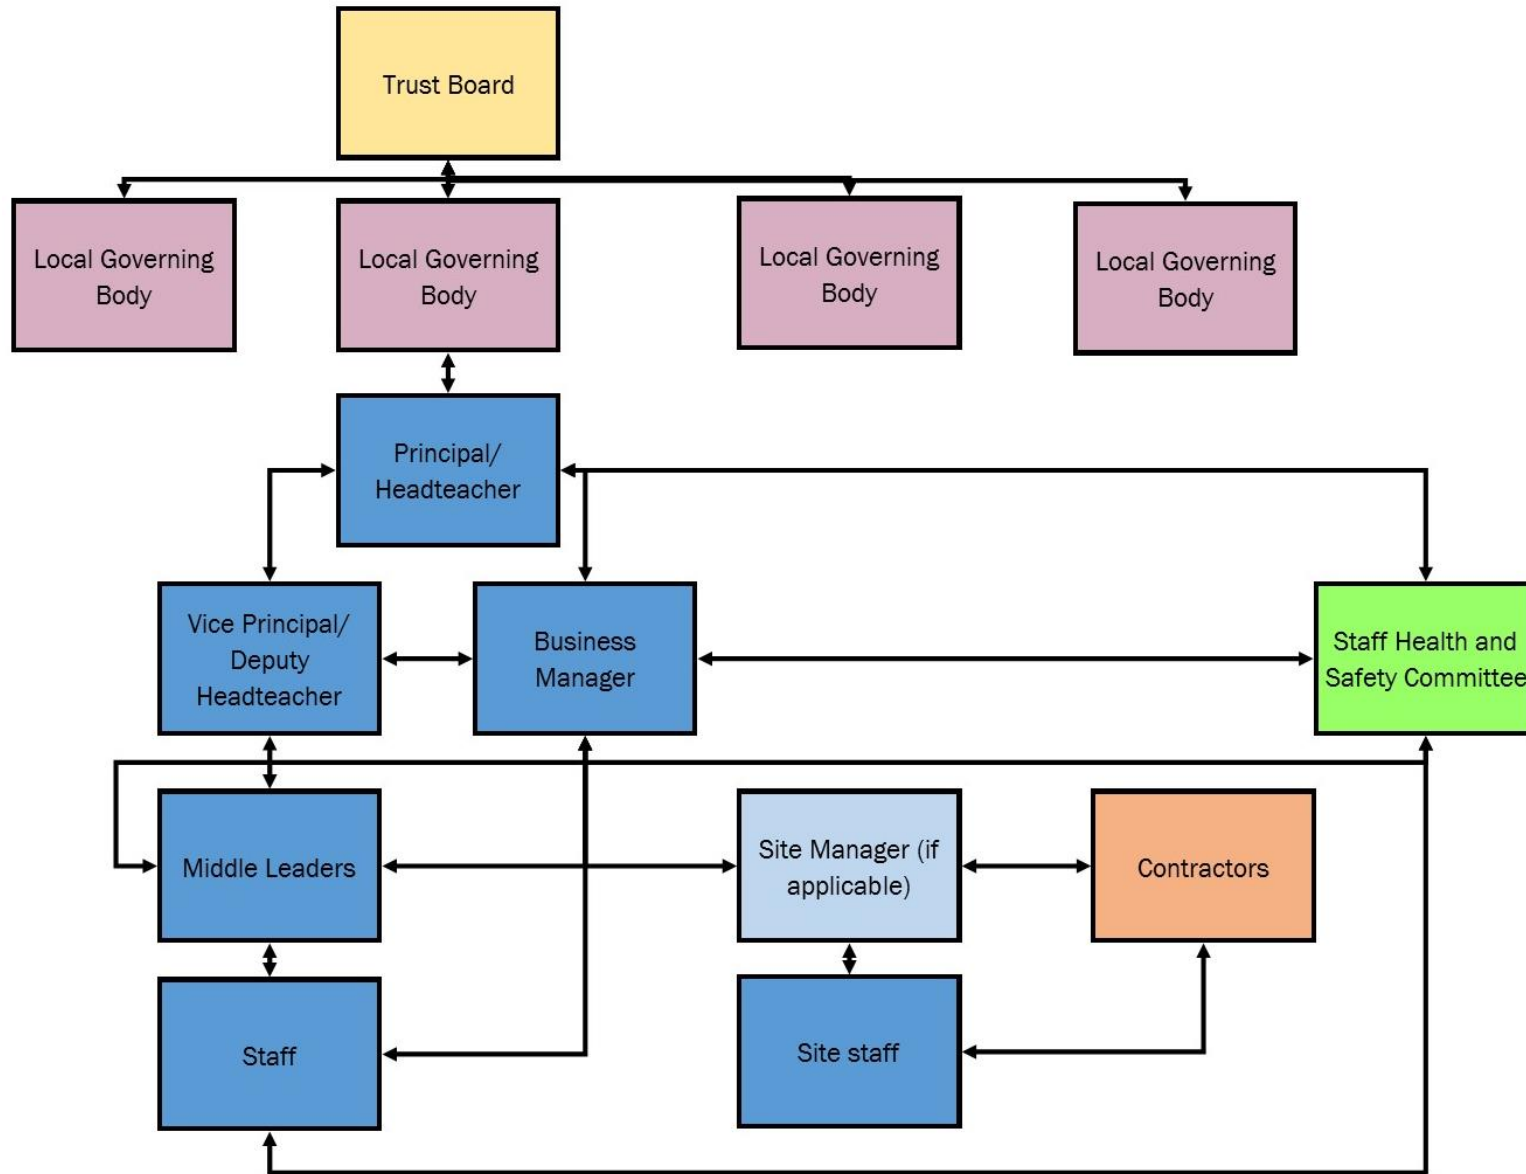 Trust Board
Local Governing
Body
Local Governing
Body
Local Governing
Body
Local Governing
Body
Principal/
Headteacher
Vice Principal/
Deputy
Headteacher
Business
Manager
Staff Health and
Safety Committee
Middle Leaders
Site Manager (if
applicable)
Contractors
Staff
Site staff